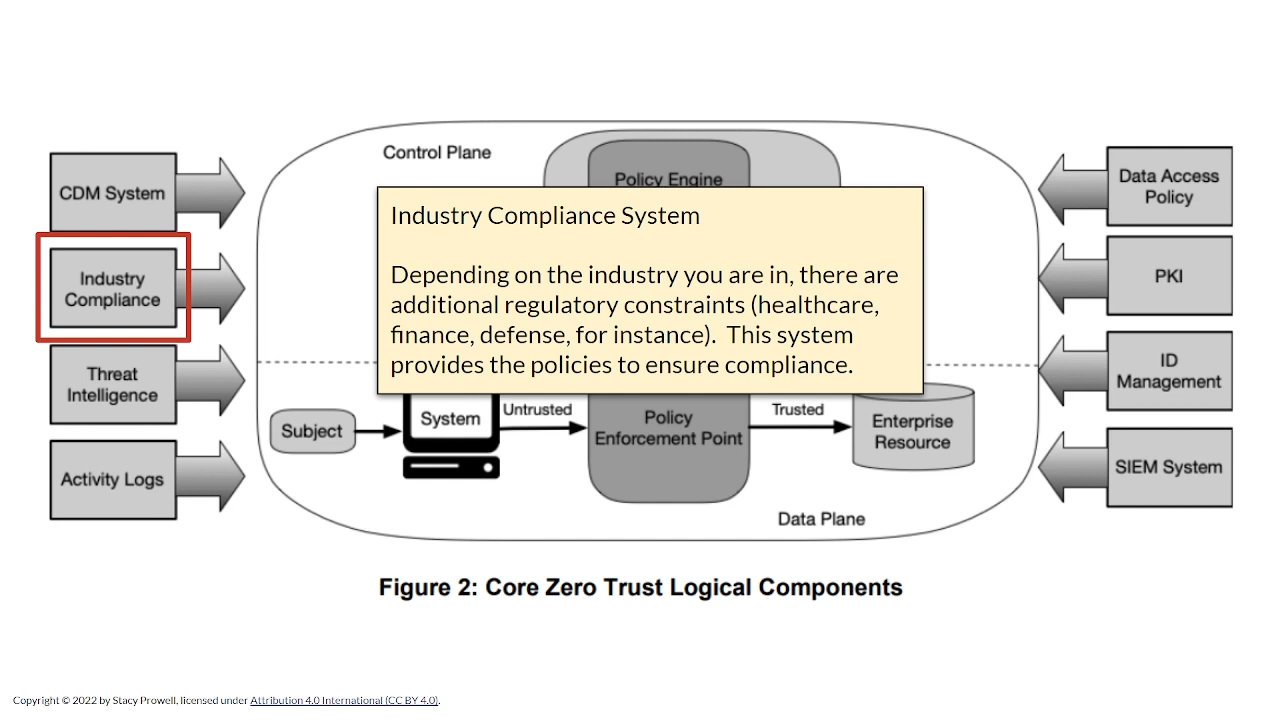 Control Plane
CDM System
Industry
Compliance
Threat
Intelligence
Activity Logs
Policy Engine
Industry Compliance System
Depending on the industry you are in, there are
additional regulatory constraints (healthcare,
finance, defense, for instance).  This system
provides the policies to ensure compliance.
Subject
System
Untrusted
Policy
Enforcement Point
Trusted
Enterprise
Resource
Data Plane
Data Access
Policy
PKI
ID
Management
SIEM System
Figure 2: Core Zero Trust Logical Components
Copyright © 2022 by Stacy Prowell, licensed under Attribution 4.0 International (CC BY 4.0).